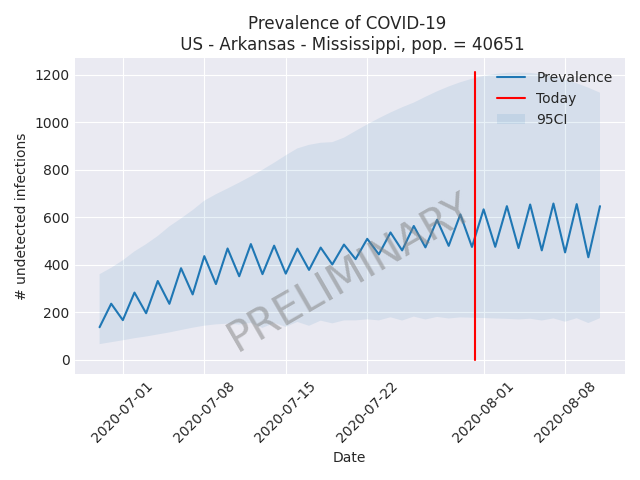 Prevalence of COVID-19
US - Arkansas - Mississippi, pop. = 40651
1200
1000
800
600
400
200
0
# undetected infections
Prevalence
Today
95CI
PRELIMINARY
2020-07-01
2020-07-08
2020-07-15
2020-07-22
2020-08-01
2020-08-08
Date